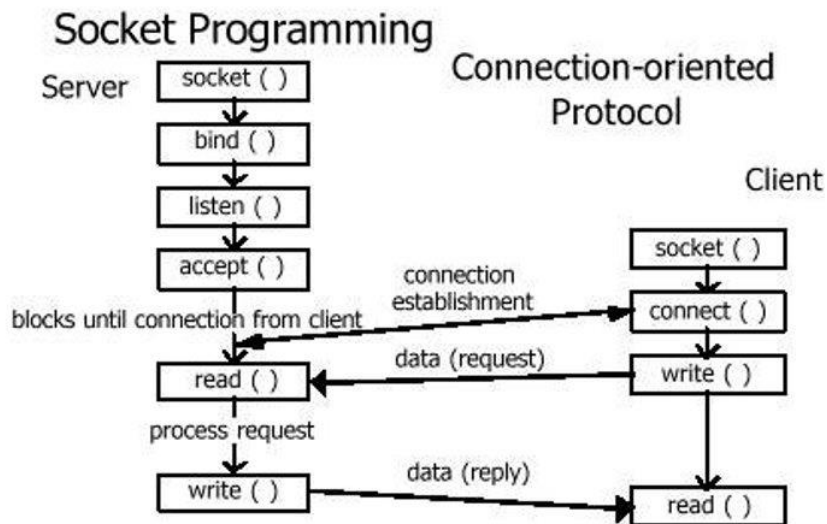 Socket Programming
Connection-oriented
Protocol
Server
socket ( )
bind ( )
listen ( )
accept ( )
blocks until connection from client
read ( )
process request
write ( )
Client
socket ( )
connection
establishment
connect ( )
data (request)
write ( )
data (reply)
read ( )